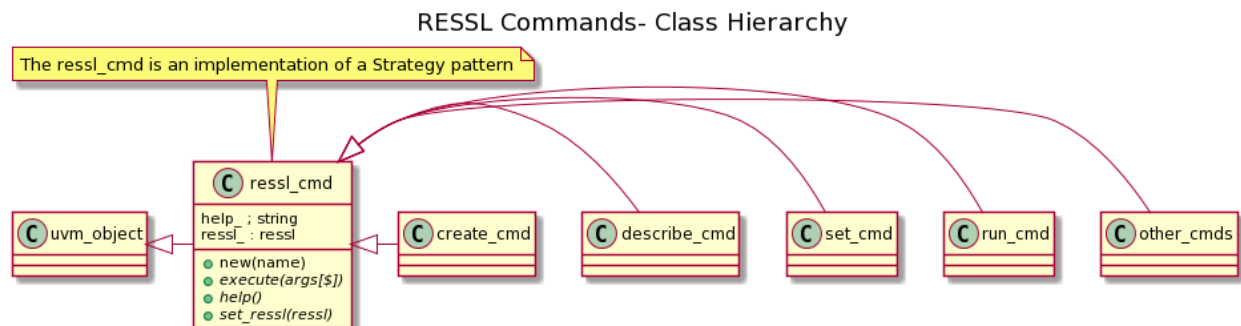 RESSL Commands- Class Hierarchy
The ressl_cmd is an implementation of a Strategy pattern
C ressl_cmd
help_ ; string
ressl_ : ressl
new(name)
execute(args[$])
help()
set_ressl(ressl)
C uvm_object
C create_cmd
C describe_cmd
C set_cmd
C run_cmd
C other_cmds